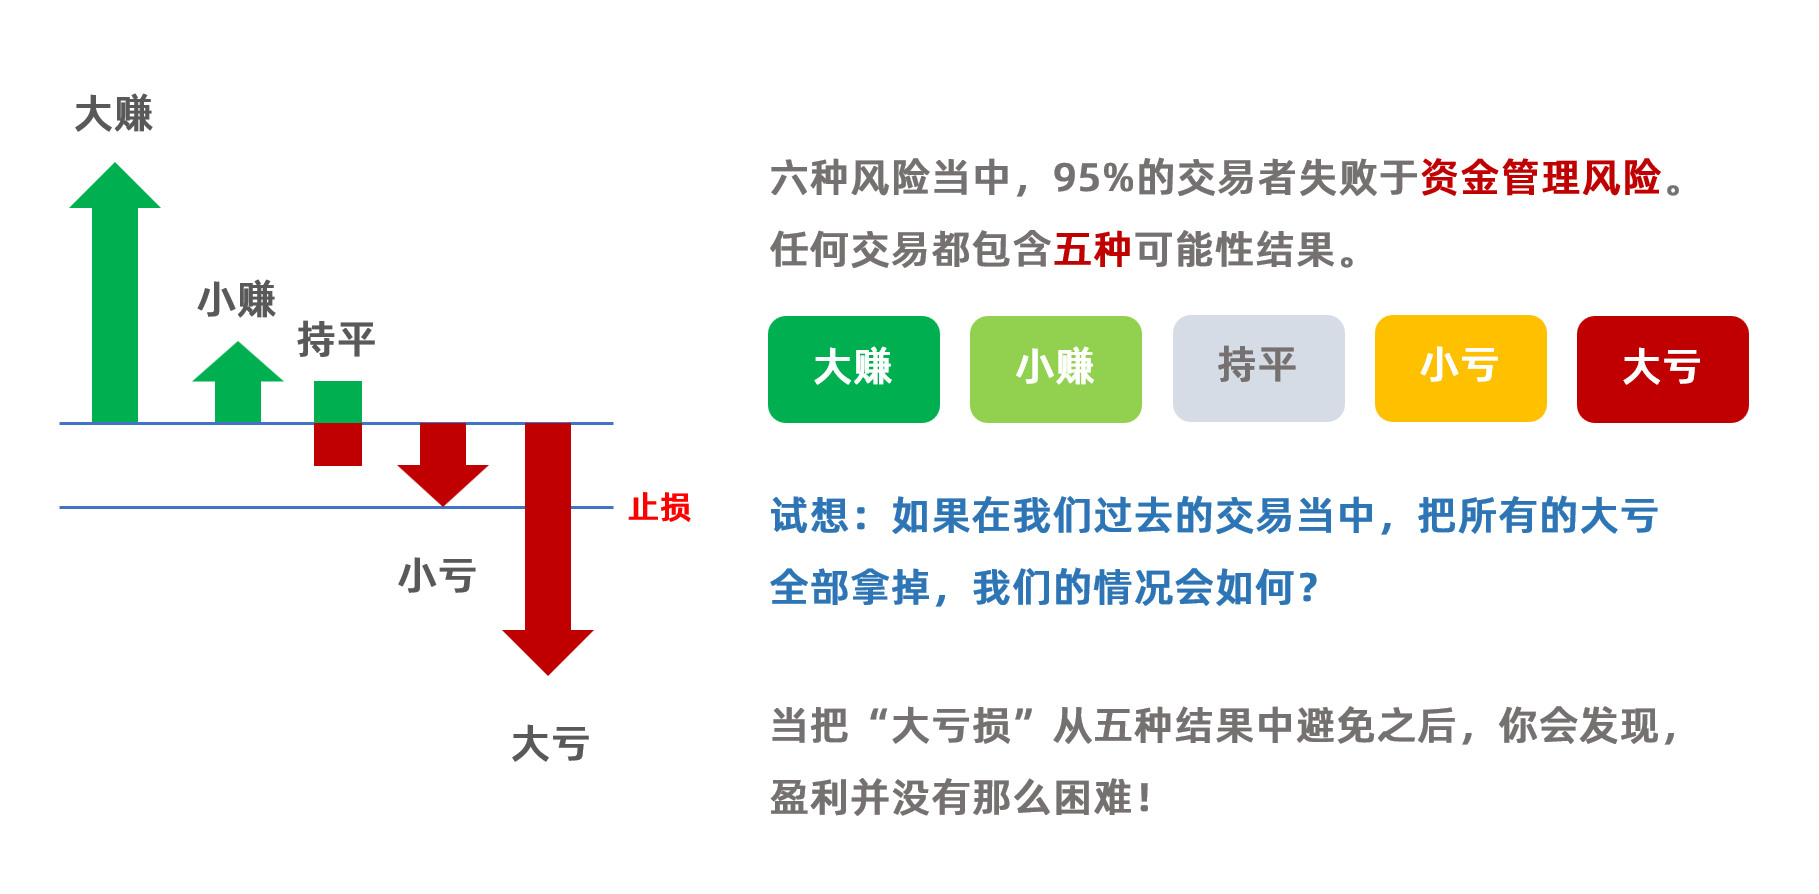 大赚
小赚
持平
止损
小亏
大亏
六种风险当中，95%的交易者失败于资金管理风险。
任何交易都包含五种可能性结果。
大赚
小赚
持平
小亏
大亏
试想：如果在我们过去的交易当中，把所有的大亏
全部拿掉，我们的情况会如何？
当把“大亏损”从五种结果中避免之后，你会发现，
盈利并没有那么困难！